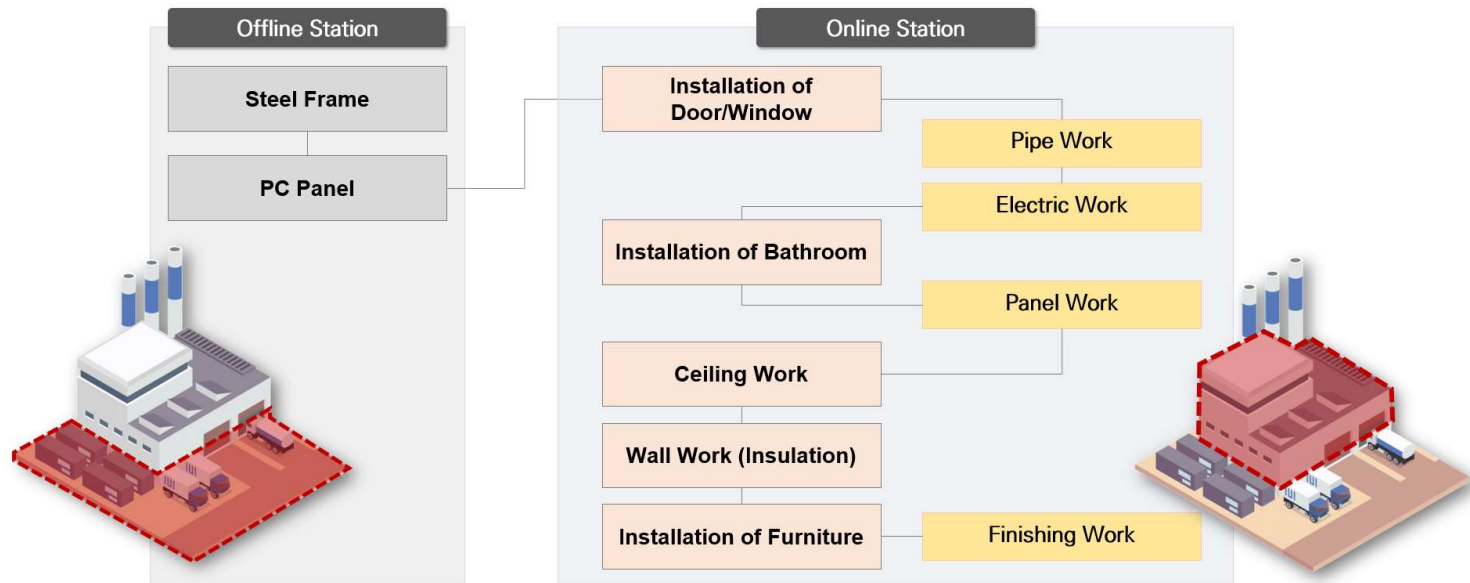 Offline Station
Online Station
Steel Frame
PC Panel
Installation of
Door/Window
Pipe Work
Electric Work
Installation of Bathroom
Panel Work
Ceiling Work
Wall Work (Insulation)
Installation of Furniture
Finishing Work